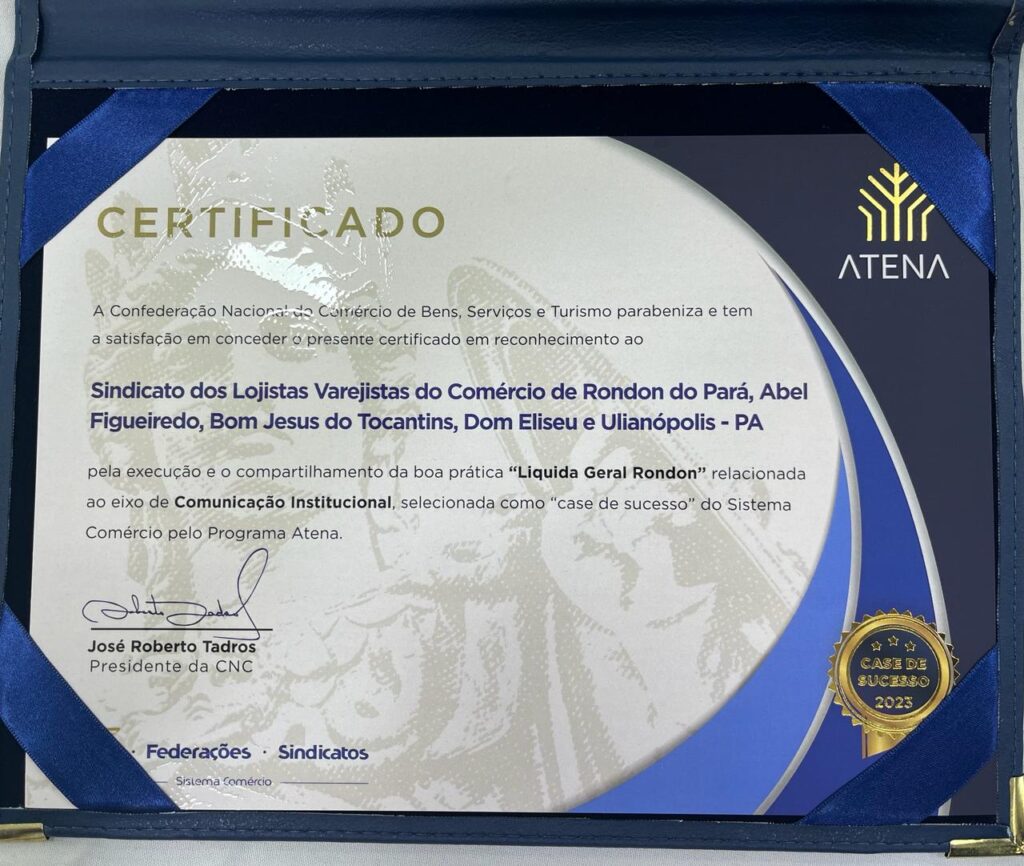 CERTIFICADO
ATENA
A Confederação Nacional do Comércio de Bens, Serviços e Turismo parabeniza e tem
a satisfação em conceder o presente certificado em reconhecimento ao
Sindicato dos Lojistas Varejistas do Comércio de Rondon do Pará, Abel
Figueiredo, Bom Jesus do Tocantins, Dom Eliseu e Ulianópolis - PA
pela execução e o compartilhamento da boa prática “Liquida Geral Rondon” relacionada
ao eixo de Comunicação Institucional, selecionada como “case de sucesso” do Sistema
Comércio pelo Programa Atena.
José Roberto Tadros
Presidente da CNC
CASE DE
SUCESSO
2023
· Federações · Sindicatos
Sistema Comércio